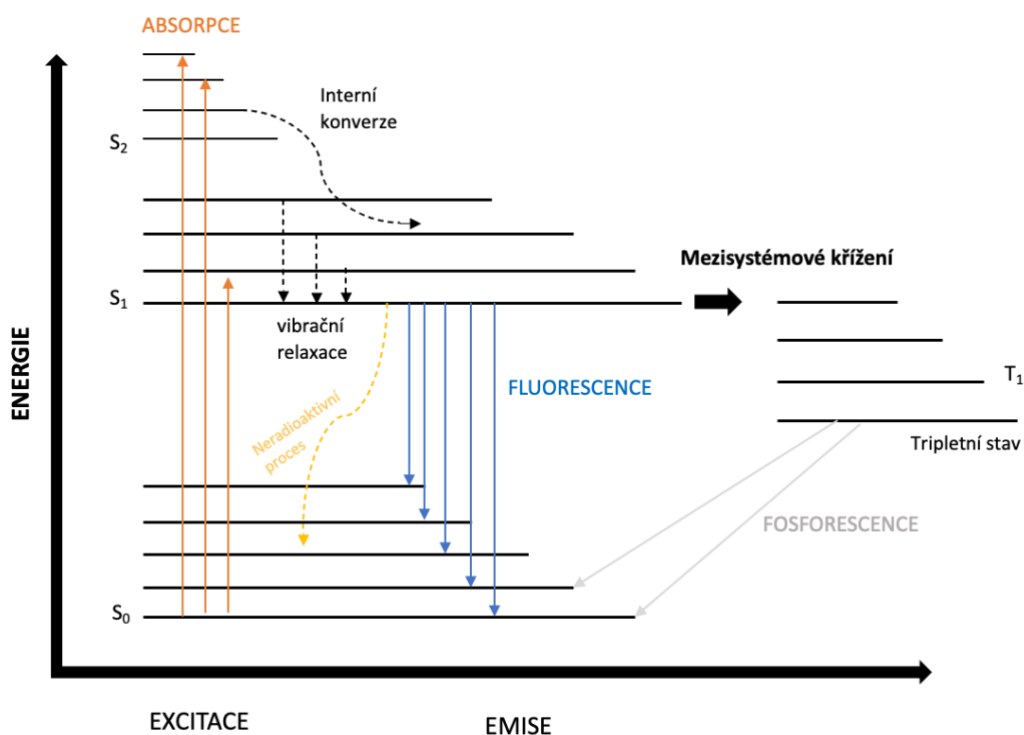 ABSORPCE
Interní
konverze
S2
Mezisystémové křížení
S1
vibrační
relaxace
ENERGIE
T1
FLUORESCENCE
Neradioaktivní
proces
Tripletní stav
FOSFORESCENCE
S0
EXCITACE
EMISE